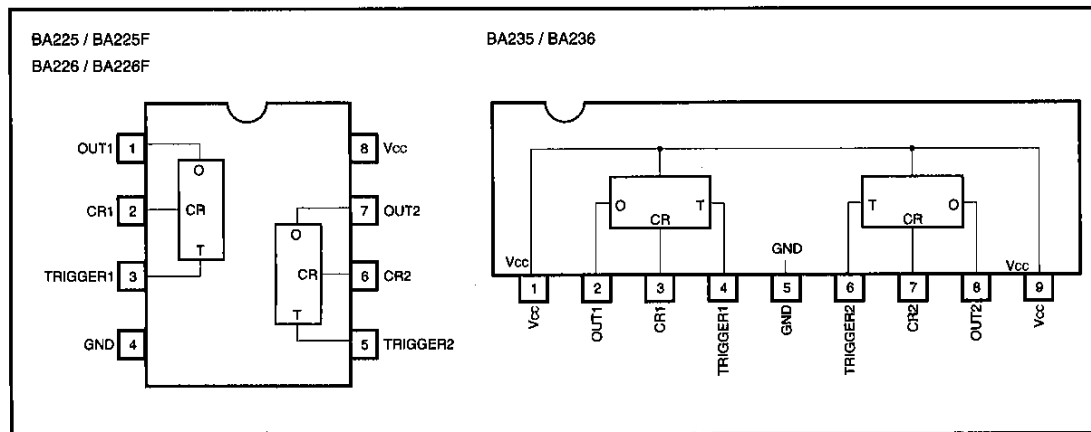 BA225 / BA225F
BA226 / BA226F
OUT1 1
O
CR1 2 CR
T
TRIGGER1 3
GND 4
8 Vcc
7 OUT2
O
CR 6 CR2
T
5 TRIGGER2
BA235 / BA236
O T
CR
T O
CR
GND
Vcc
Vcc
1 2 3 4 5 6 7 8 9
Vcc
OUT1
CR1
TRIGGER1
GND
TRIGGER2
CR2
OUT2
Vcc